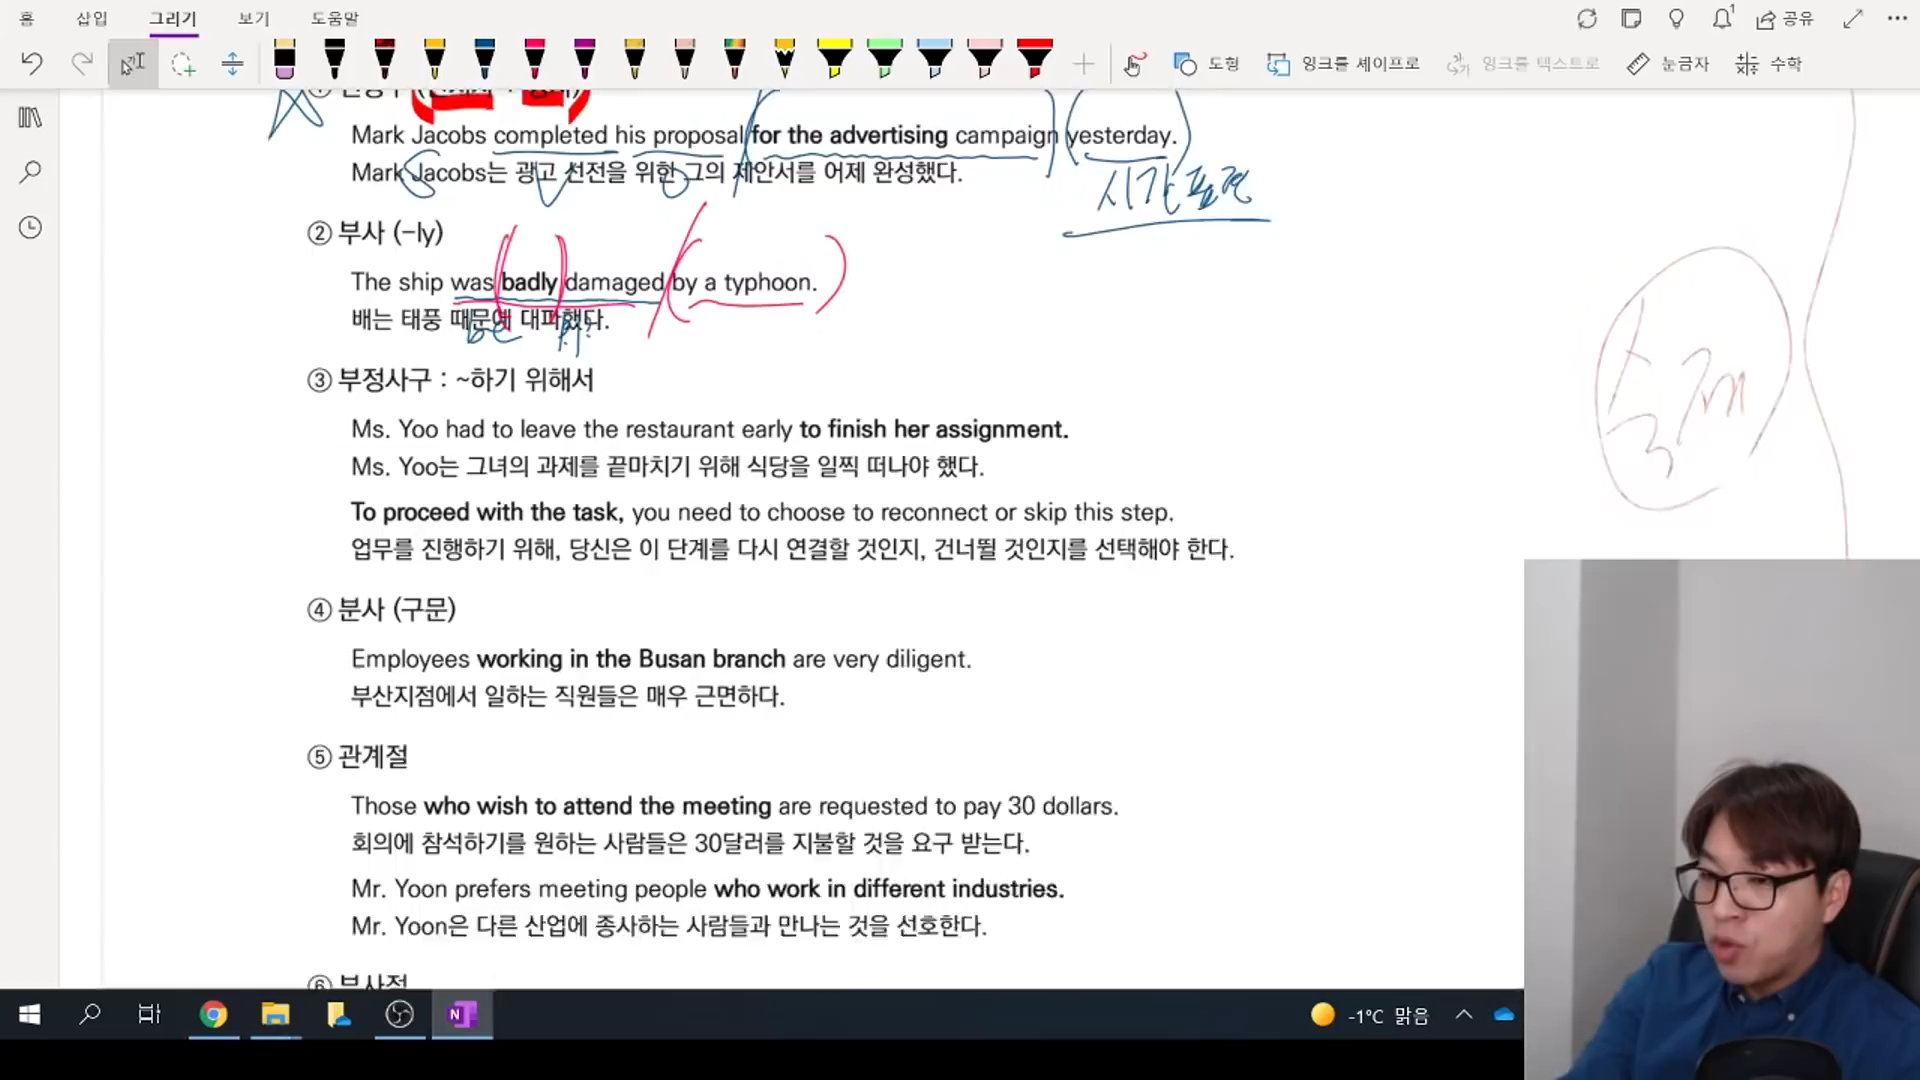 홈 삽입 그리기 보기 도움말
1 공유
도형 잉크를 셰이프로 잉크를 텍스트로 눈금자 수학
Mark Jacobs completed his proposal for the advertising campaign yesterday.
Mark Jacobs는 광고 선전을 위한 그의 제안서를 어제 완성했다.
S V O 시간 표현
② 부사 (-ly)
The ship was badly damaged by a typhoon.
배는 태풍 때문에 대파했다.
be p.p.
③ 부정사구 : ~하기 위해서
Ms. Yoo had to leave the restaurant early to finish her assignment.
Ms. Yoo는 그녀의 과제를 끝마치기 위해 식당을 일찍 떠나야 했다.
To proceed with the task, you need to choose to reconnect or skip this step.
업무를 진행하기 위해, 당신은 이 단계를 다시 연결할 것인지, 건너뛸 것인지를 선택해야 한다.
④ 분사 (구문)
Employees working in the Busan branch are very diligent.
부산지점에서 일하는 직원들은 매우 근면하다.
⑤ 관계절
Those who wish to attend the meeting are requested to pay 30 dollars.
회의에 참석하기를 원하는 사람들은 30달러를 지불할 것을 요구 받는다.
Mr. Yoon prefers meeting people who work in different industries.
Mr. Yoon은 다른 산업에 종사하는 사람들과 만나는 것을 선호한다.
⑥ 부사절
N
-1°C 맑음